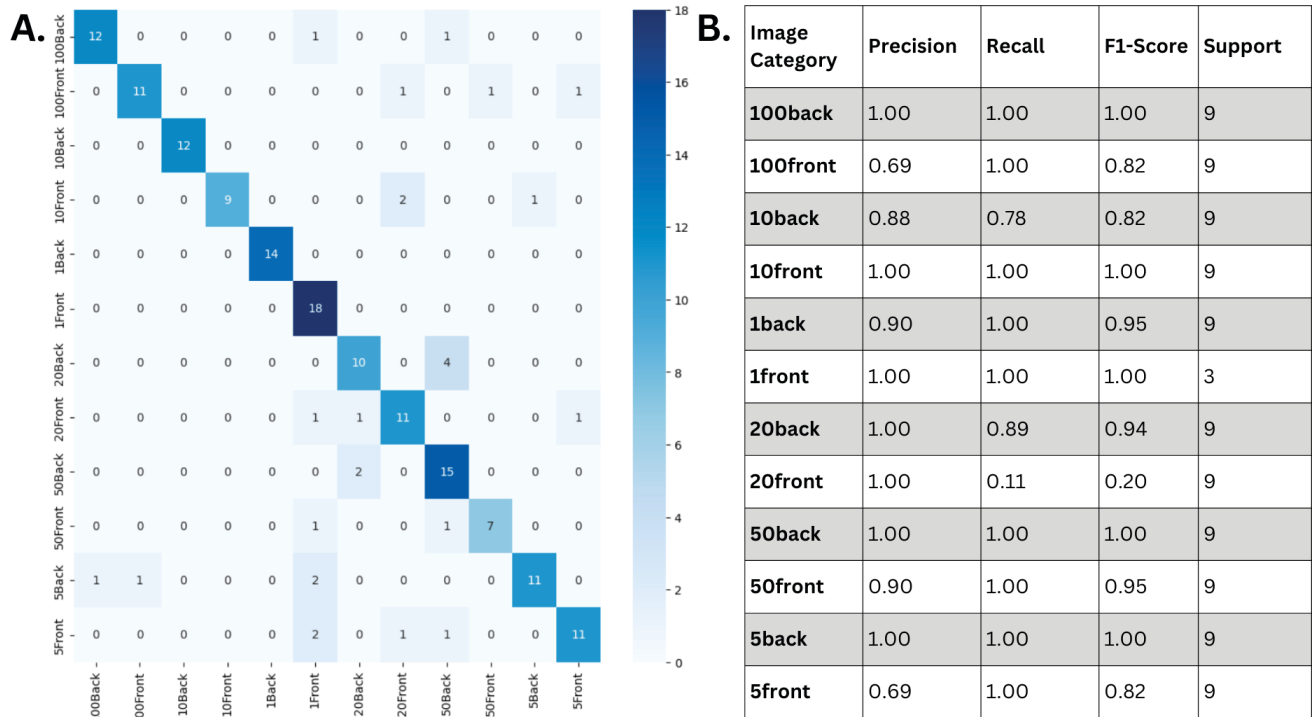 A.
100Back 12 0 0 0 0 1 0 0 1 0 0 0
100Front 0 11 0 0 0 0 0 1 0 1 0 1
10Back 0 0 12 0 0 0 0 0 0 0 0 0
10Front 0 0 0 9 0 0 0 2 0 0 1 0
1Back 0 0 0 0 14 0 0 0 0 0 0 0
1Front 0 0 0 0 0 18 0 0 0 0 0 0
20Back 0 0 0 0 0 0 10 0 4 0 0 0
20Front 0 0 0 0 0 1 1 11 0 0 0 1
50Back 0 0 0 0 0 0 2 0 15 0 0 0
50Front 0 0 0 0 0 1 0 0 1 7 0 0
5Back 1 1 0 0 0 2 0 0 0 0 11 0
5Front 0 0 0 0 0 2 0 1 1 0 0 11
00Back 00Front 10Back 10Front 1Back 1Front 20Back 20Front 50Back 50Front 5Back 5Front
18
16
14
12
10
8
6
4
2
0
B.
Image Category Precision Recall F1-Score Support
100back 1.00 1.00 1.00 9
100front 0.69 1.00 0.82 9
10back 0.88 0.78 0.82 9
10front 1.00 1.00 1.00 9
1back 0.90 1.00 0.95 9
1front 1.00 1.00 1.00 3
20back 1.00 0.89 0.94 9
20front 1.00 0.11 0.20 9
50back 1.00 1.00 1.00 9
50front 0.90 1.00 0.95 9
5back 1.00 1.00 1.00 9
5front 0.69 1.00 0.82 9